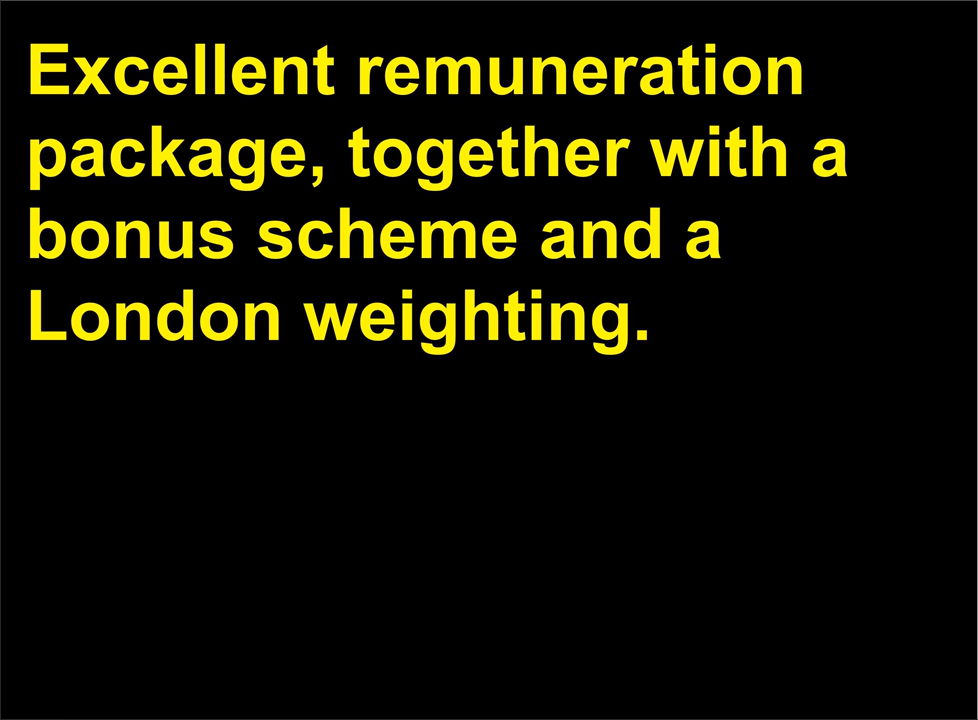 Excellent remuneration
package, together with a
bonus scheme and a
London weighting.